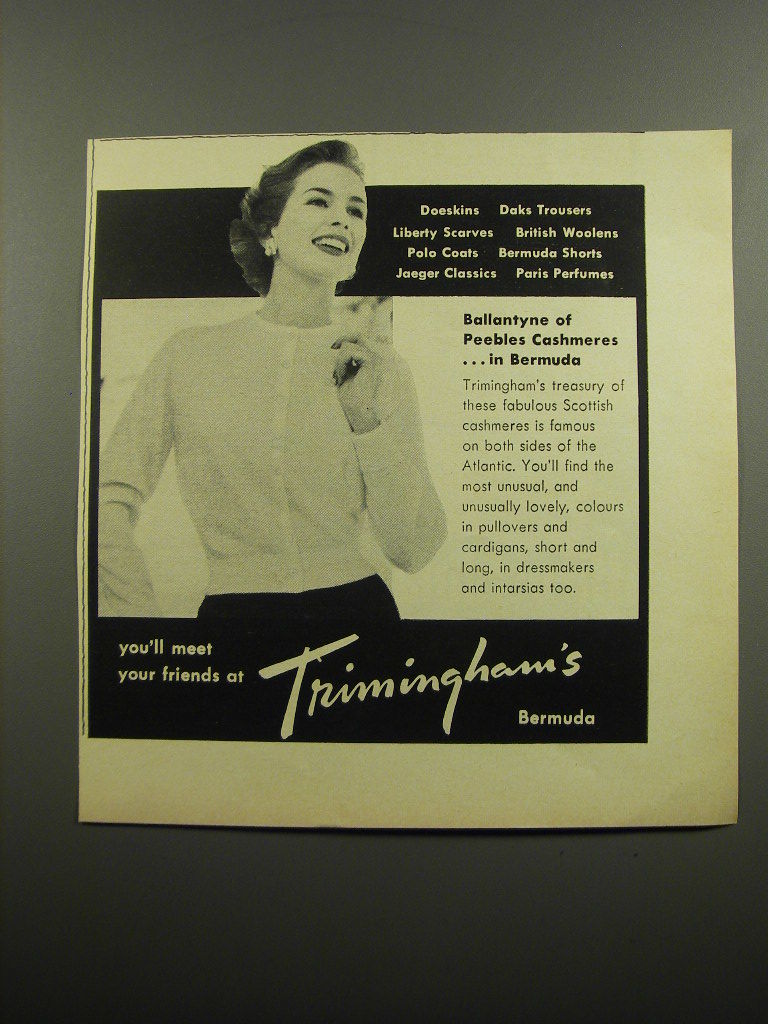 Doeskins Daks Trousers
Liberty Scarves British Woolens
Polo Coats Bermuda Shorts
Jaeger Classics Paris Perfumes
Ballantyne of
Peebles Cashmeres
...in Bermuda
Trimingham's treasury of
these fabulous Scottish
cashmeres is famous
on both sides of the
Atlantic. You'll find the
most unusual, and
unusually lovely, colours
in pullovers and
cardigans, short and
long, in dressmakers
and intarsias too.
you'll meet
your friends at
Trimingham's
Bermuda